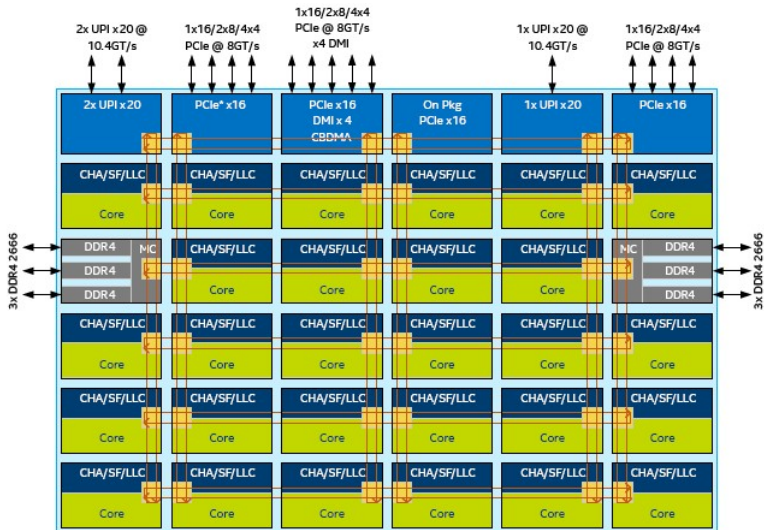 2x UPI x20 @
10.4GT/s
1x16/2x8/4x4
PCIe @ 8GT/s
1x16/2x8/4x4
PCIe @ 8GT/s
x4 DMI
1x UPI x20 @
10.4GT/s
1x16/2x8/4x4
PCIe @ 8GT/s
2x UPI x20
PCIe* x16
PCIe x16
DMI x 4
CBDMA
On Pkg
PCIe x16
1x UPI x20
PCIe x16
CHA/SF/LLC
CHA/SF/LLC
CHA/SF/LLC
CHA/SF/LLC
CHA/SF/LLC
CHA/SF/LLC
Core
Core
Core
Core
Core
Core
3x DDR4 2666
DDR4
DDR4
DDR4
MC
CHA/SF/LLC
CHA/SF/LLC
CHA/SF/LLC
CHA/SF/LLC
Core
Core
Core
Core
MC
DDR4
DDR4
DDR4
3x DDR4 2666
CHA/SF/LLC
CHA/SF/LLC
CHA/SF/LLC
CHA/SF/LLC
CHA/SF/LLC
CHA/SF/LLC
Core
Core
Core
Core
Core
Core
CHA/SF/LLC
CHA/SF/LLC
CHA/SF/LLC
CHA/SF/LLC
CHA/SF/LLC
CHA/SF/LLC
Core
Core
Core
Core
Core
Core
CHA/SF/LLC
CHA/SF/LLC
CHA/SF/LLC
CHA/SF/LLC
CHA/SF/LLC
CHA/SF/LLC
Core
Core
Core
Core
Core
Core